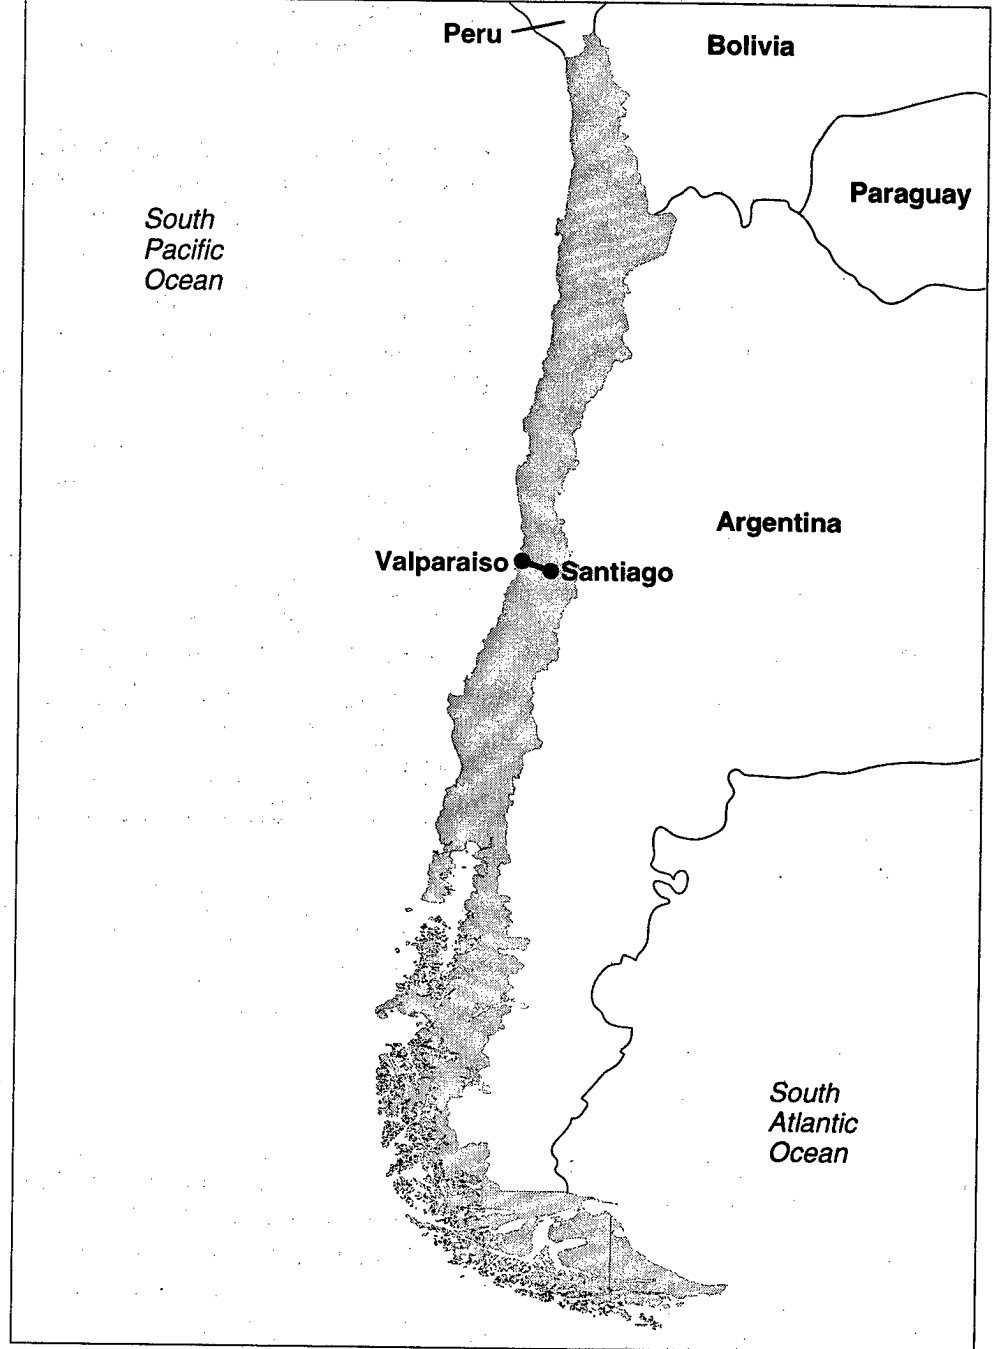 Peru
Bolivia
Paraguay
South
Pacific
Ocean
Argentina
Valparaiso
Santiago
South
Atlantic
Ocean